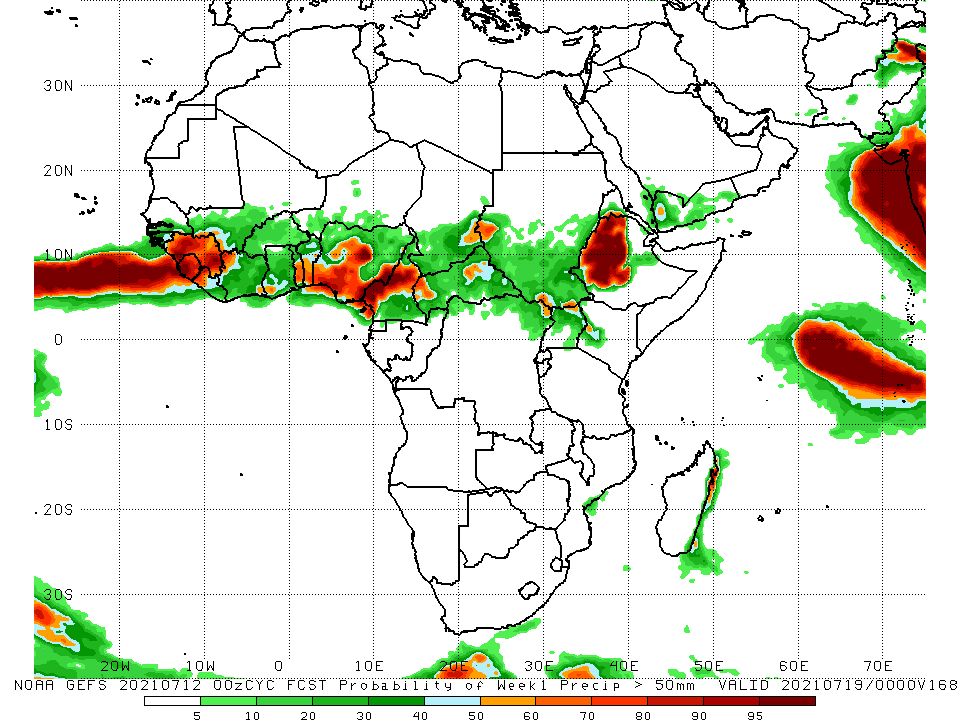 30N
20N
10N
0
10S
20S
30S
20W 10W 0 10E 20E 30E 40E 50E 60E 70E
NOAA GEFS 20210712 00zCYC FCST Probability of Week1 Precip > 50mm VALID 20210719/0000V168
5 10 20 30 40 50 60 70 80 90 95